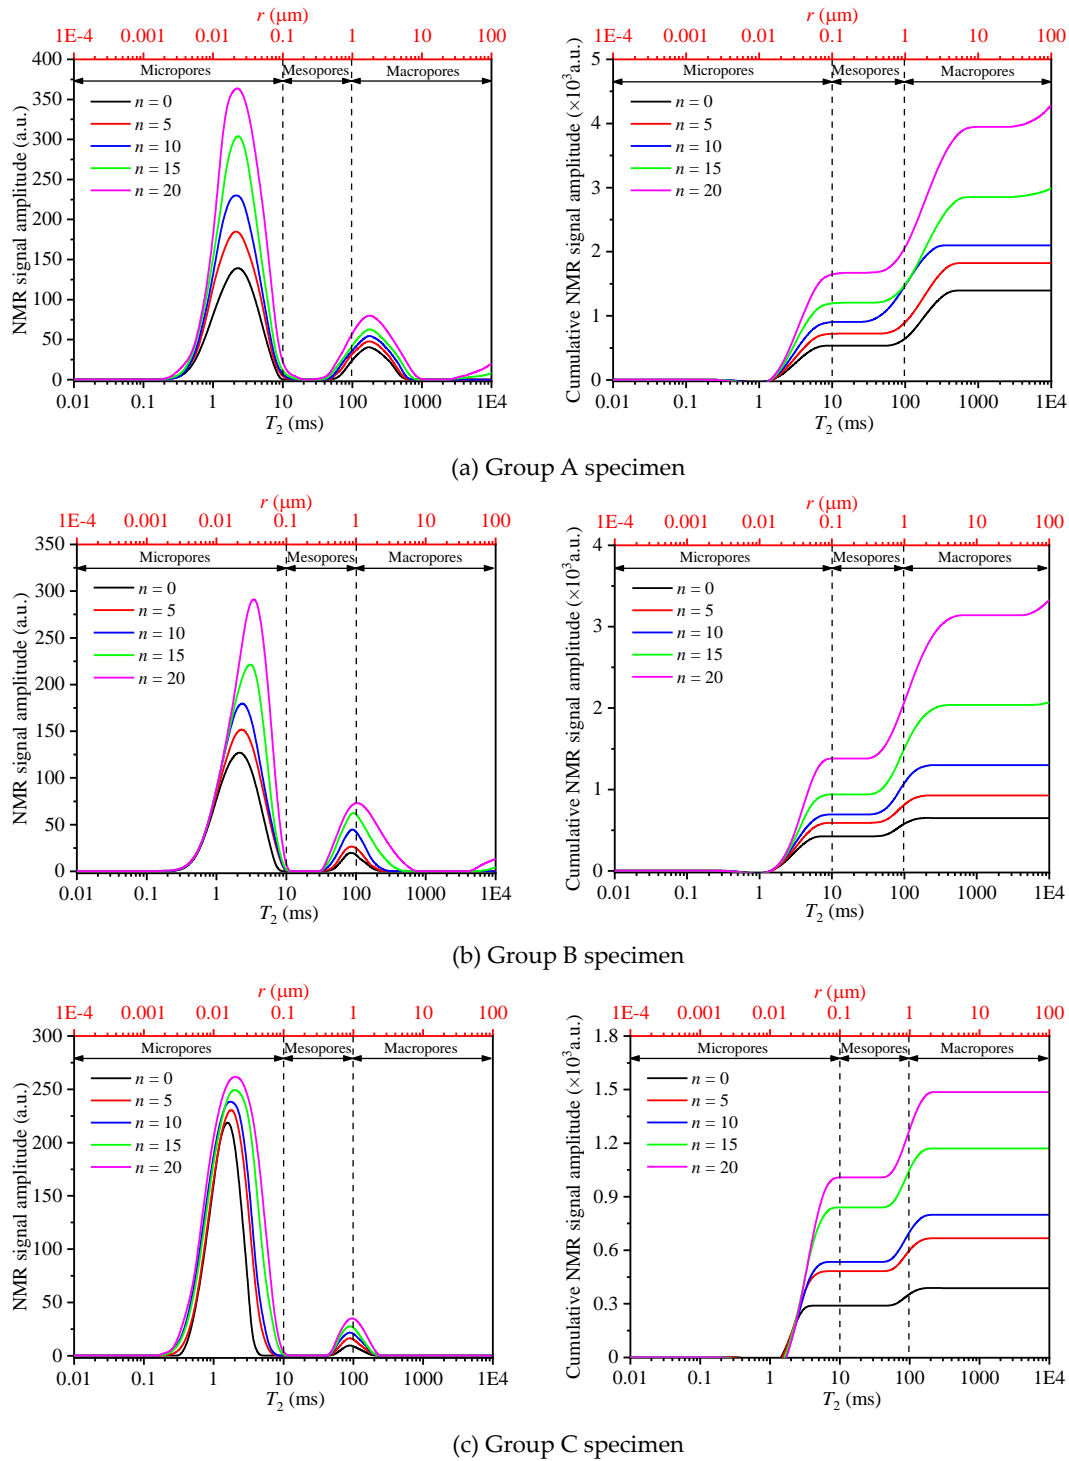 r (μm)
1E-4 0.001 0.01 0.1 1 10 100
400
350
300
250
200
150
100
50
0
NMR signal amplitude (a.u.)
Micropores Mesopores Macropores
n = 0
n = 5
n = 10
n = 15
n = 20
0.01 0.1 1 10 100 1000 1E4
T2 (ms)
r (μm)
1E-4 0.001 0.01 0.1 1 10 100
5
4
3
2
1
0
Cumulative NMR signal amplitude (×10³a.u.)
Micropores Mesopores Macropores
n = 0
n = 5
n = 10
n = 15
n = 20
0.01 0.1 1 10 100 1000 1E4
T2 (ms)
(a) Group A specimen
r (μm)
1E-4 0.001 0.01 0.1 1 10 100
350
300
250
200
150
100
50
0
NMR signal amplitude (a.u.)
Micropores Mesopores Macropores
n = 0
n = 5
n = 10
n = 15
n = 20
0.01 0.1 1 10 100 1000 1E4
T2 (ms)
r (μm)
1E-4 0.001 0.01 0.1 1 10 100
4
3
2
1
0
Cumulative NMR signal amplitude (×10³a.u.)
Micropores Mesopores Macropores
n = 0
n = 5
n = 10
n = 15
n = 20
0.01 0.1 1 10 100 1000 1E4
T2 (ms)
(b) Group B specimen
r (μm)
1E-4 0.001 0.01 0.1 1 10 100
300
250
200
150
100
50
0
NMR signal amplitude (a.u.)
Micropores Mesopores Macropores
n = 0
n = 5
n = 10
n = 15
n = 20
0.01 0.1 1 10 100 1000 1E4
T2 (ms)
r (μm)
1E-4 0.001 0.01 0.1 1 10 100
1.8
1.5
1.2
0.9
0.6
0.3
0
Cumulative NMR signal amplitude (×10³a.u.)
Micropores Mesopores Macropores
n = 0
n = 5
n = 10
n = 15
n = 20
0.01 0.1 1 10 100 1000 1E4
T2 (ms)
(c) Group C specimen